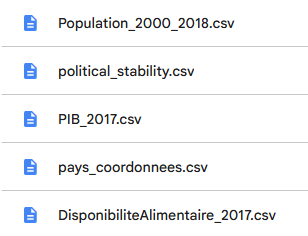 Population_2000_2018.csv
political_stability.csv
PIB_2017.csv
pays_coordonnees.csv
DisponibiliteAlimentaire_2017.csv